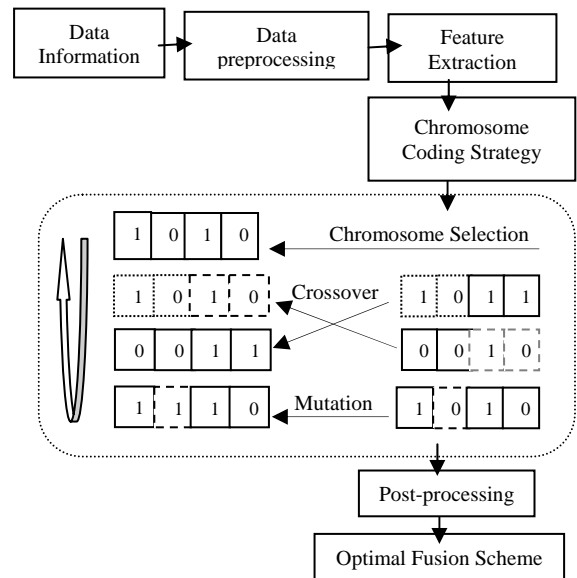 Data
Information
Data
preprocessing
Feature
Extraction
Chromosome
Coding Strategy
1 0 1 0
Chromosome Selection
1 0 1 0
Crossover
1 0 1 1
0 0 1 1
0 0 1 0
1 1 1 0
Mutation
1 0 1 0
Post-processing
Optimal Fusion Scheme